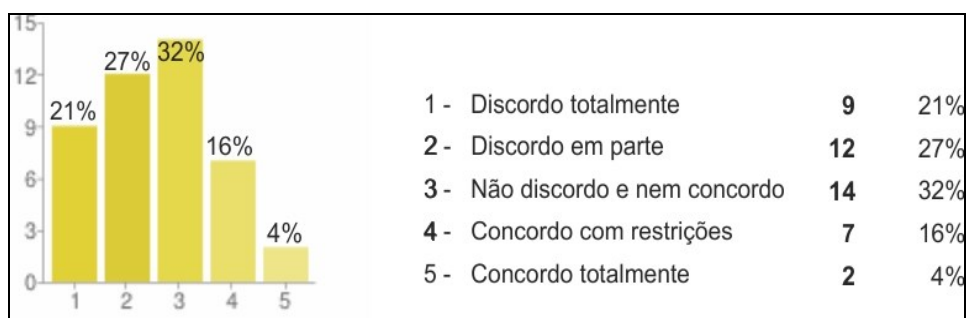 15
12
9
6
3
0
21%
27%
32%
16%
4%
1 2 3 4 5
1 - Discordo totalmente 9 21%
2 - Discordo em parte 12 27%
3 - Não discordo e nem concordo 14 32%
4 - Concordo com restrições 7 16%
5 - Concordo totalmente 2 4%